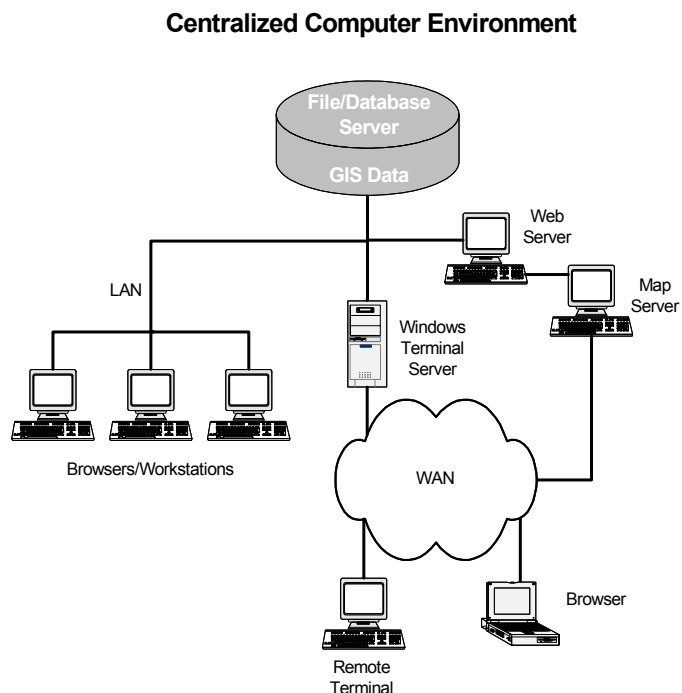 Centralized Computer Environment
File/Database
Server
GIS Data
Web
Server
Map
Server
LAN
Windows
Terminal
Server
Browsers/Workstations
WAN
Browser
Remote
Terminal